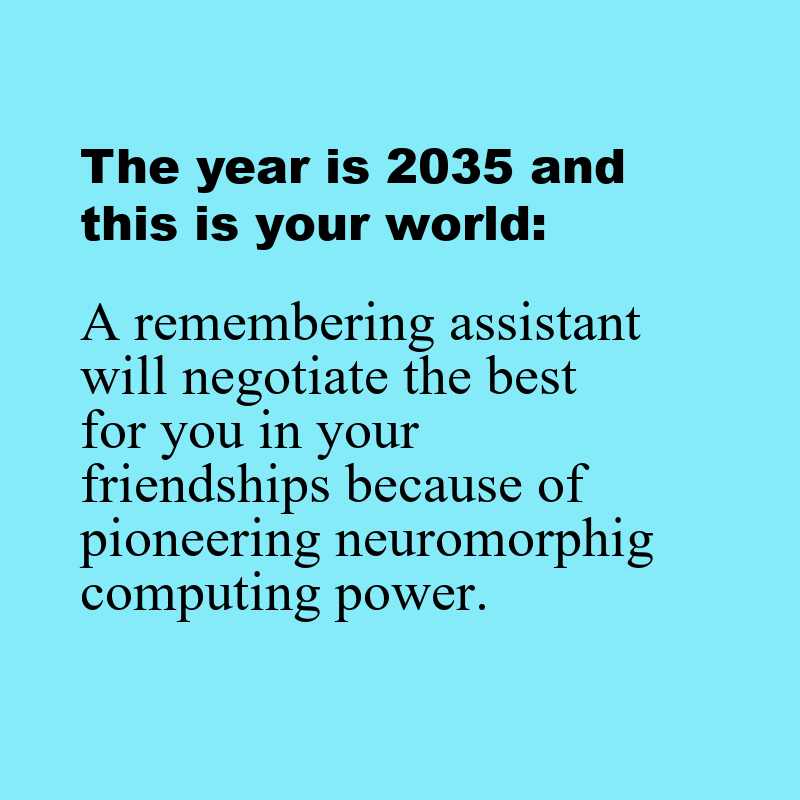 The year is 2035 and
this is your world:
A remembering assistant
will negotiate the best
for you in your
friendships because of
pioneering neuromorphig
computing power.